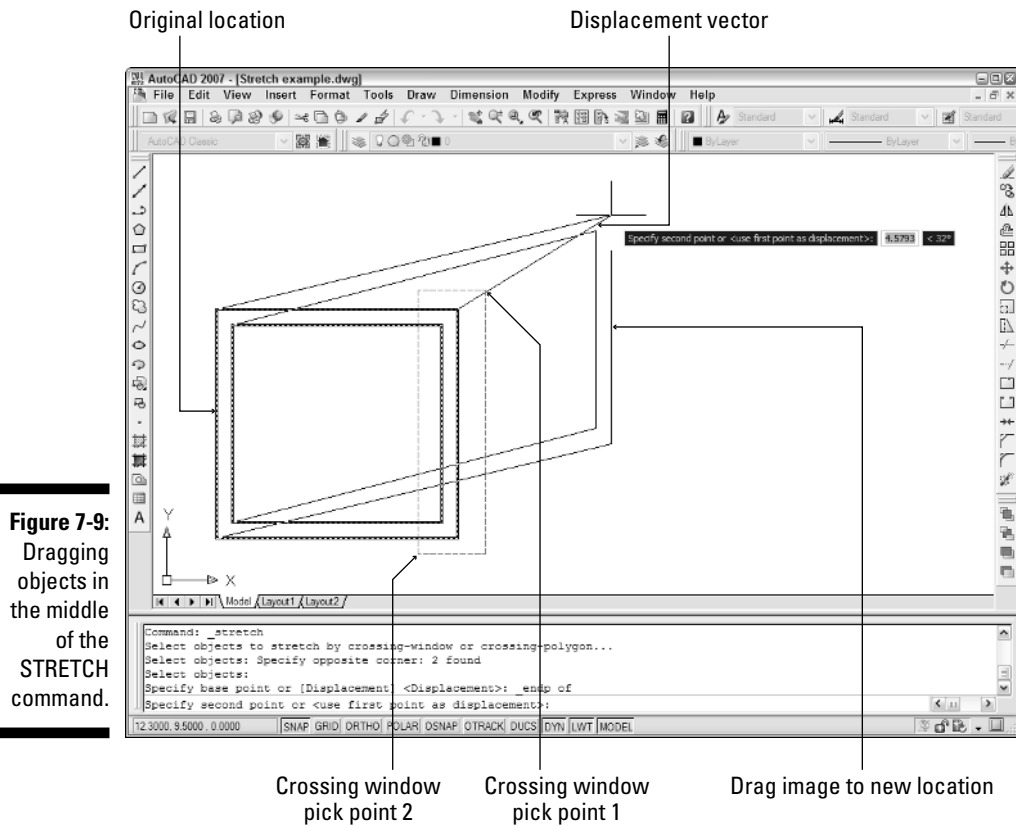 Original location
Displacement vector
AutoCAD 2007 - [Stretch example.dwg]
File Edit View Insert Format Tools Draw Dimension Modify Express Window Help
Standard Standard Standard
AutoCAD Classic 0 ByLayer ByLayer
Specify second point or <use first point as displacement>: 4.5793 < 32°
A
Y
X
Model Layout1 Layout2
Command: _stretch
Select objects to stretch by crossing-window or crossing-polygon...
Select objects: Specify opposite corner: 2 found
Select objects:
Specify base point or [Displacement] <Displacement>: _endp of
Specify second point or <use first point as displacement>:
12.3000, 9.5000, 0.0000 SNAP GRID ORTHO POLAR OSNAP OTRACK DUCS DYN LWT MODEL
Figure 7-9:
Dragging
objects in
the middle
of the
STRETCH
command.
Crossing window
pick point 2
Crossing window
pick point 1
Drag image to new location